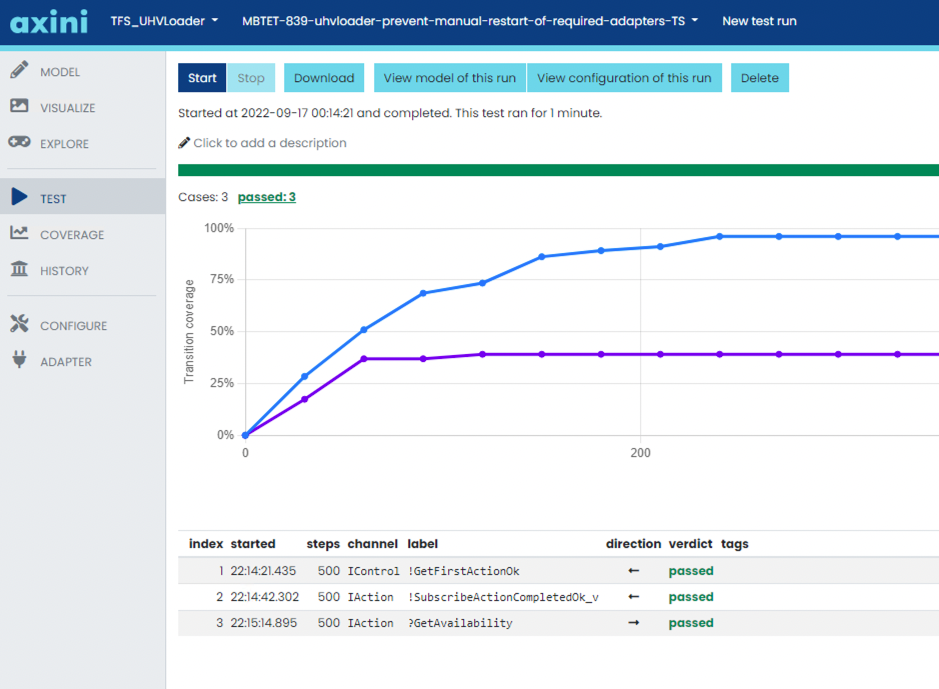 axini TFS_UHVLoader MBTET-839-uhvloader-prevent-manual-restart-of-required-adapters-TS New test run
MODEL
VISUALIZE
EXPLORE
TEST
COVERAGE
HISTORY
CONFIGURE
ADAPTER
Start Stop Download View model of this run View configuration of this run Delete
Started at 2022-09-17 00:14:21 and completed. This test ran for 1 minute.
Click to add a description
Cases: 3 passed: 3
Transition coverage
100%
75%
50%
25%
0%
0 200
index started steps channel label direction verdict tags
1 22:14:21.435 500 IControl !GetFirstActionOk ← passed
2 22:14:42.302 500 IAction !SubscribeActionCompletedOk_v ← passed
3 22:15:14.895 500 IAction ?GetAvailability → passed